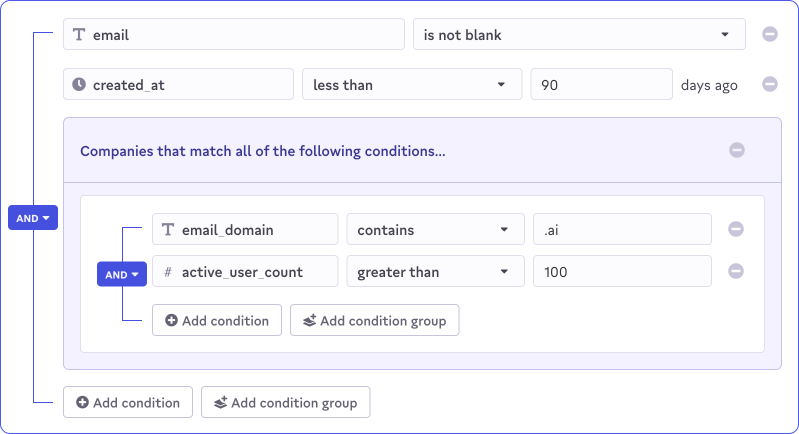 email is not blank
created_at less than 90 days ago
Companies that match all of the following conditions...
AND
email_domain contains .ai
AND
# active_user_count greater than 100
Add condition Add condition group
Add condition Add condition group